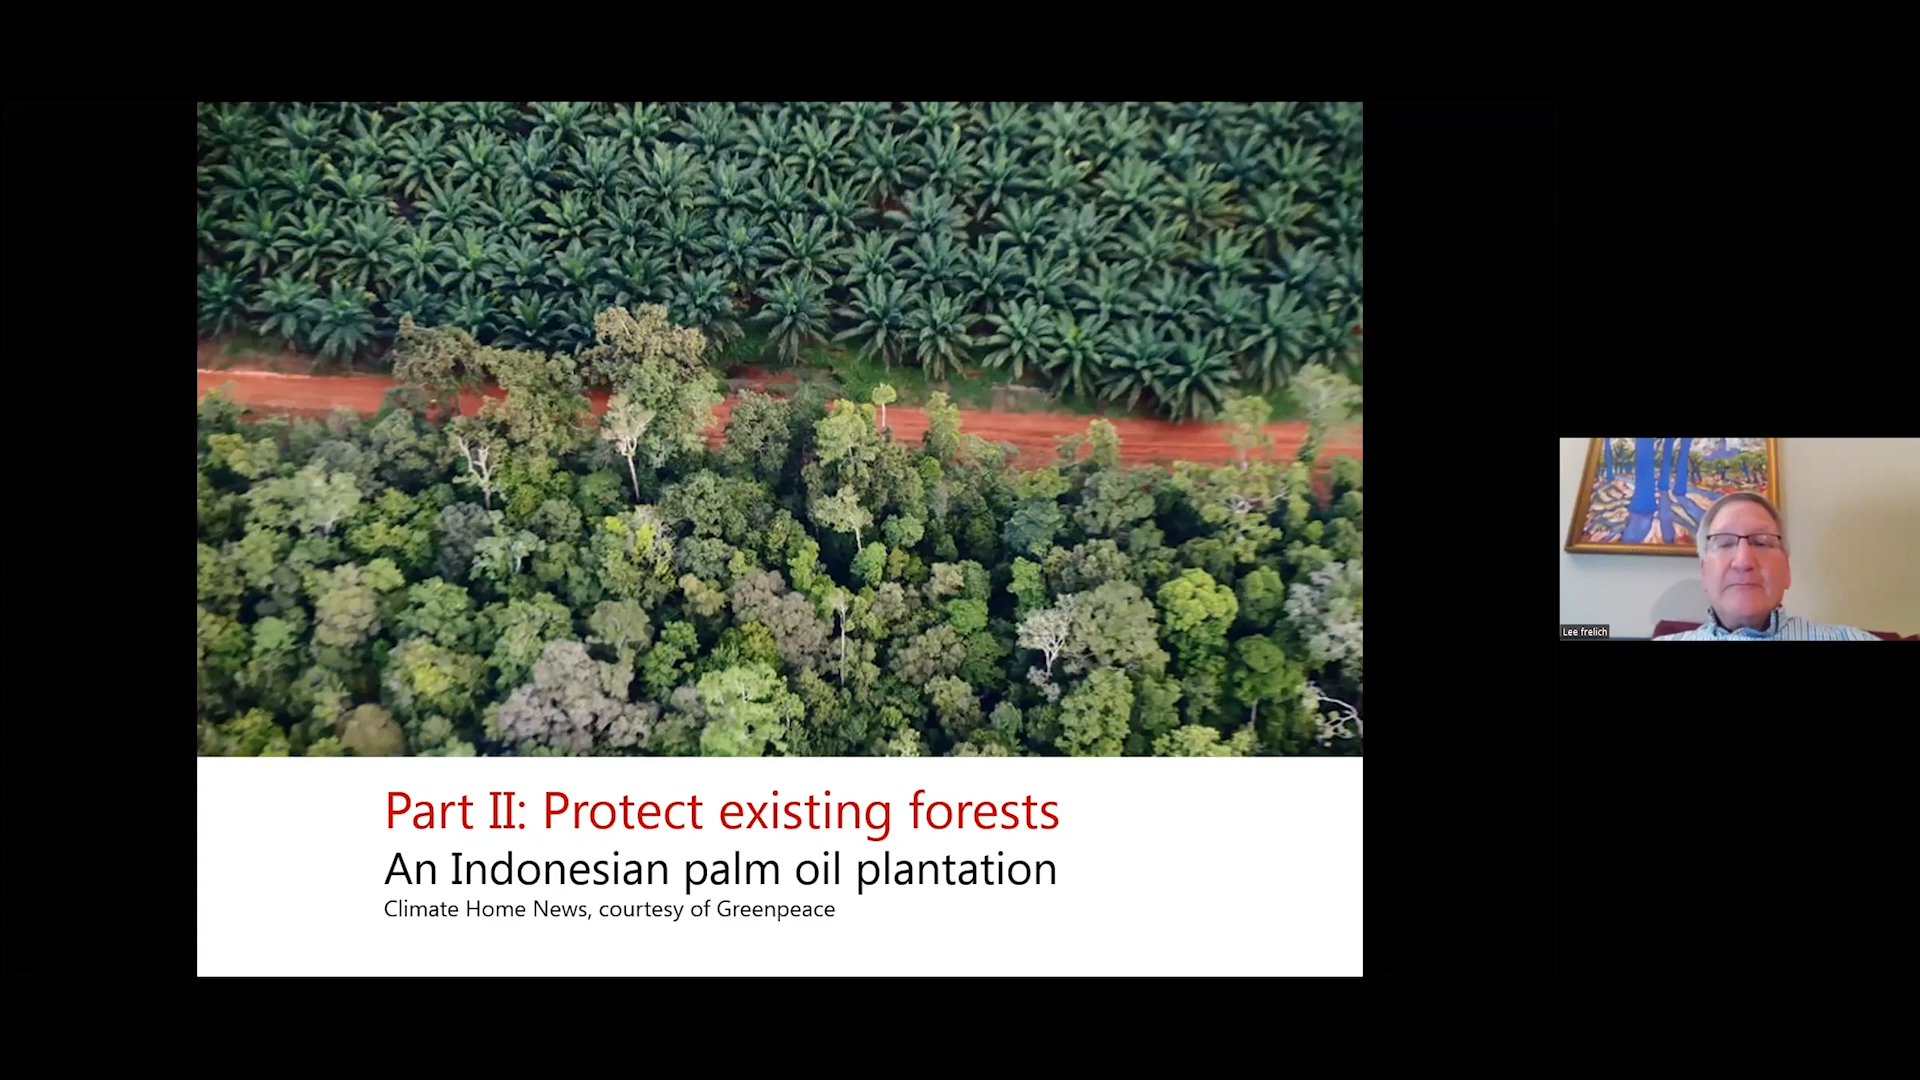 Part II: Protect existing forests
An Indonesian palm oil plantation
Climate Home News, courtesy of Greenpeace
Lee frelich